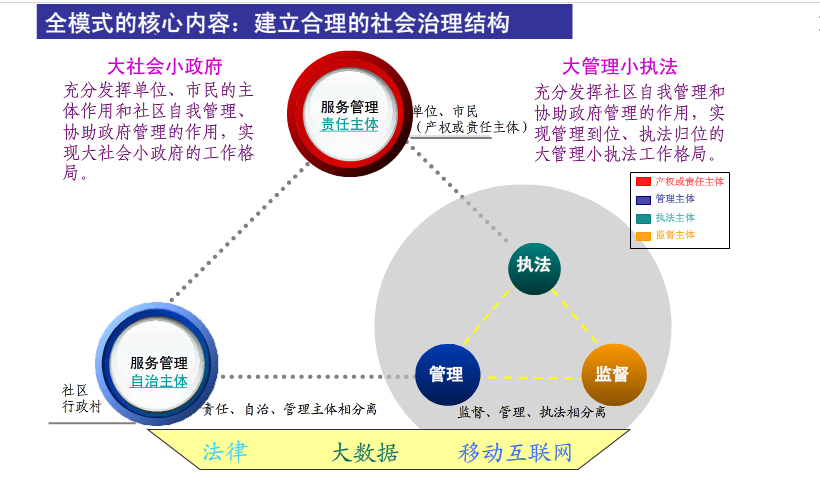 全模式的核心内容：建立合理的社会治理结构
大社会小政府
充分发挥单位、市民的主
体作用和社区自我管理、
协助政府管理的作用，实
现大社会小政府的工作格
局。
服务管理
责任主体
单位、市民
（产权或责任主体）
大管理小执法
充分发挥社区自我管理和
协助政府管理的作用，实
现管理到位、执法归位的
大管理小执法工作格局。
产权或责任主体
管理主体
执法主体
监督主体
执法
服务管理
自治主体
管理
监督
社区
行政村
责任、自治、管理主体相分离
监督、管理、执法相分离
法律
大数据
移动互联网